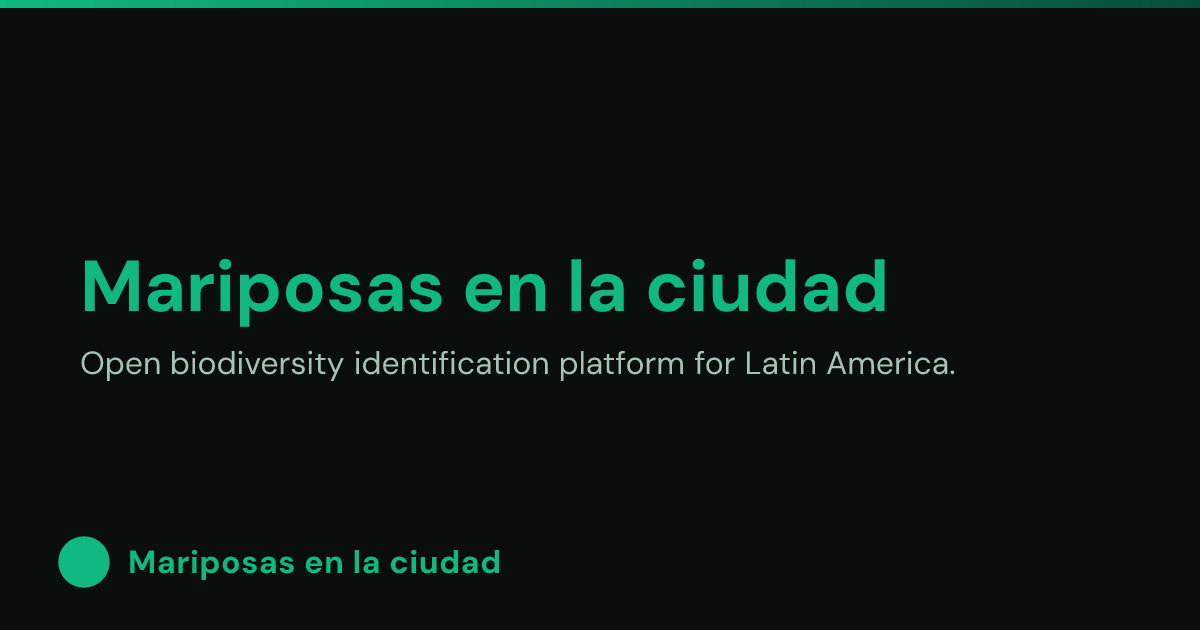 Mariposas en la ciudad
Open biodiversity identification platform for Latin America.
Mariposas en la ciudad